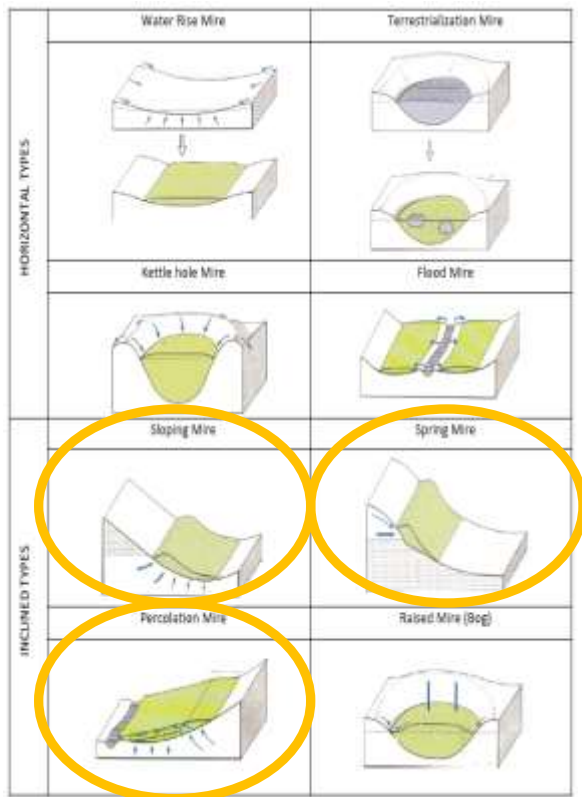 Water Rise Mire
Terrestrialization Mire
HORIZONTAL TYPES
Kettle hole Mire
Flood Mire
Sloping Mire
Spring Mire
INCLINED TYPES
Percolation Mire
Raised Mire (Bog)